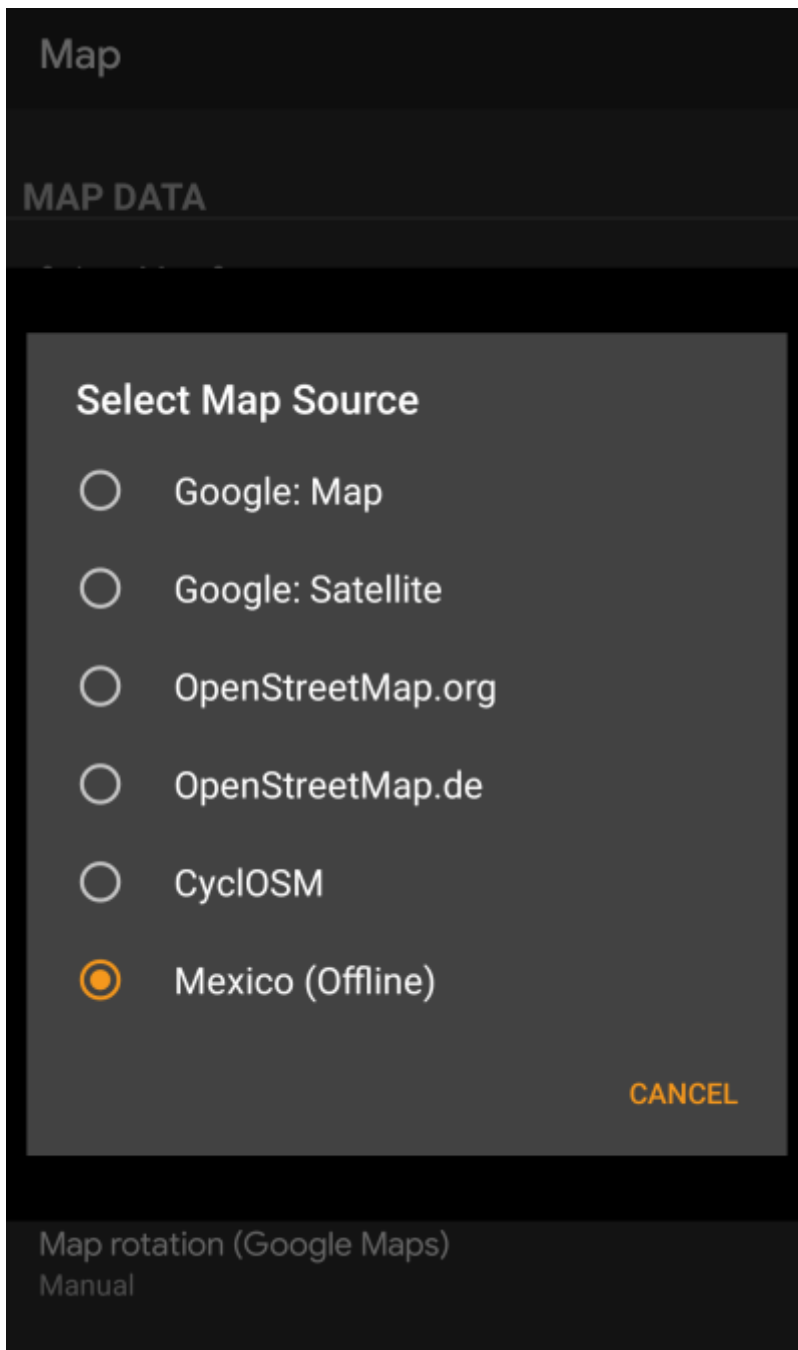 Map
MAP DATA
Select Map Source
Google: Map
Google: Satellite
OpenStreetMap.org
OpenStreetMap.de
CyclOSM
Mexico (Offline)
CANCEL
Map rotation (Google Maps)
Manual